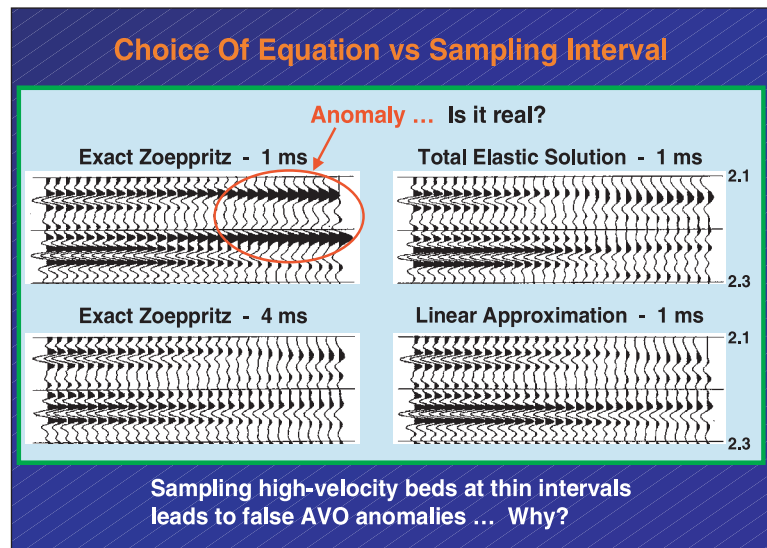 Choice Of Equation vs Sampling Interval
Anomaly ... Is it real?
Exact Zoeppritz - 1 ms
Total Elastic Solution - 1 ms
2.1
2.3
Exact Zoeppritz - 4 ms
Linear Approximation - 1 ms
2.1
2.3
Sampling high-velocity beds at thin intervals
leads to false AVO anomalies ... Why?